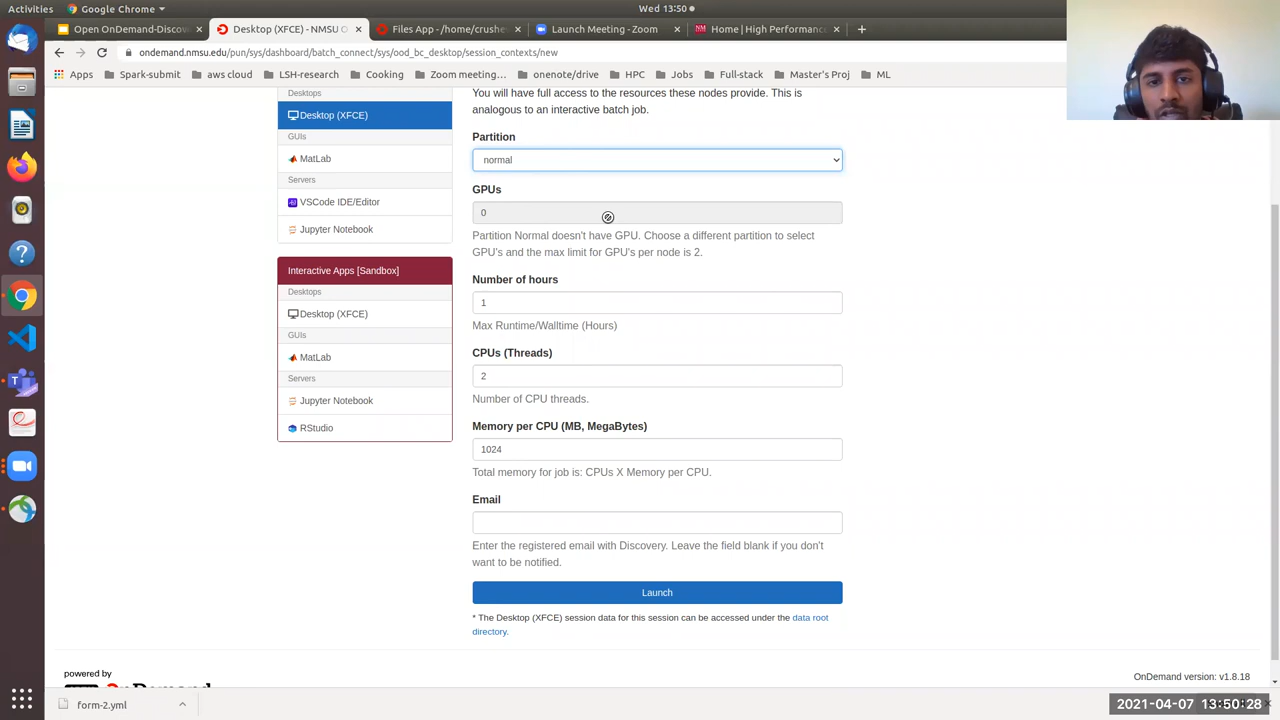 Activities
Google Chrome
Wed 13:50
Open OnDemand-Discove
Desktop (XFCE) - NMSU O
Files App - /home/crushe
Launch Meeting - Zoom
Home | High Performanc
ondemand.nmsu.edu/pun/sys/dashboard/batch_connect/sys/ood_bc_desktop/session_contexts/new
Apps
Spark-submit
aws cloud
LSH-research
Cooking
Zoom meeting…
onenote/drive
HPC
Jobs
Full-stack
Master's Proj
ML
Desktops
Desktop (XFCE)
GUIs
MatLab
Servers
VSCode IDE/Editor
Jupyter Notebook
Interactive Apps [Sandbox]
Desktops
Desktop (XFCE)
GUIs
MatLab
Servers
Jupyter Notebook
RStudio
You will have full access to the resources these nodes provide. This is
analogous to an interactive batch job.
Partition
normal
GPUs
0
Partition Normal doesn't have GPU. Choose a different partition to select
GPU's and the max limit for GPU's per node is 2.
Number of hours
1
Max Runtime/Walltime (Hours)
CPUs (Threads)
2
Number of CPU threads.
Memory per CPU (MB, MegaBytes)
1024
Total memory for job is: CPUs X Memory per CPU.
Email
Enter the registered email with Discovery. Leave the field blank if you don't
want to be notified.
Launch
* The Desktop (XFCE) session data for this session can be accessed under the data root
directory.
powered by
OnDemand
OnDemand version: v1.8.18
form-2.yml
2021-04-07 13:50:28